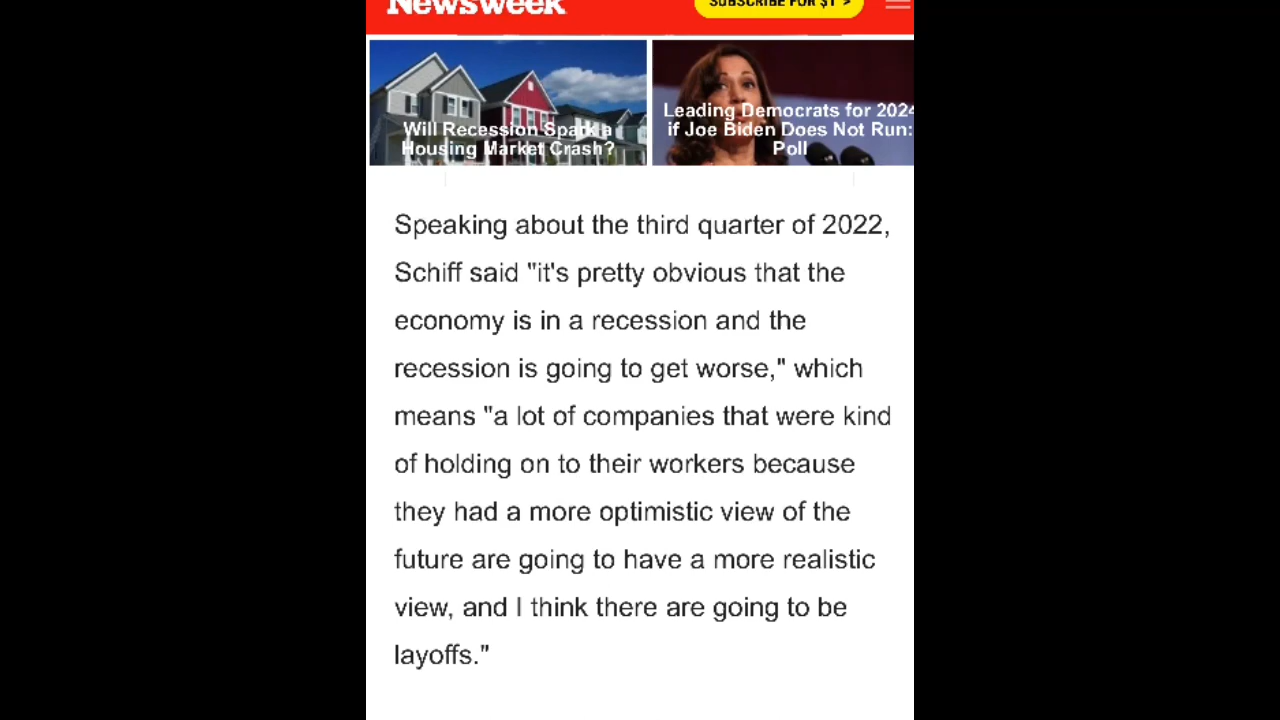 Newsweek
SUBSCRIBE FOR $1 >
Will Recession Spark a
Housing Market Crash?
Leading Democrats for 2024
if Joe Biden Does Not Run:
Poll
Speaking about the third quarter of 2022,
Schiff said "it's pretty obvious that the
economy is in a recession and the
recession is going to get worse," which
means "a lot of companies that were kind
of holding on to their workers because
they had a more optimistic view of the
future are going to have a more realistic
view, and I think there are going to be
layoffs."